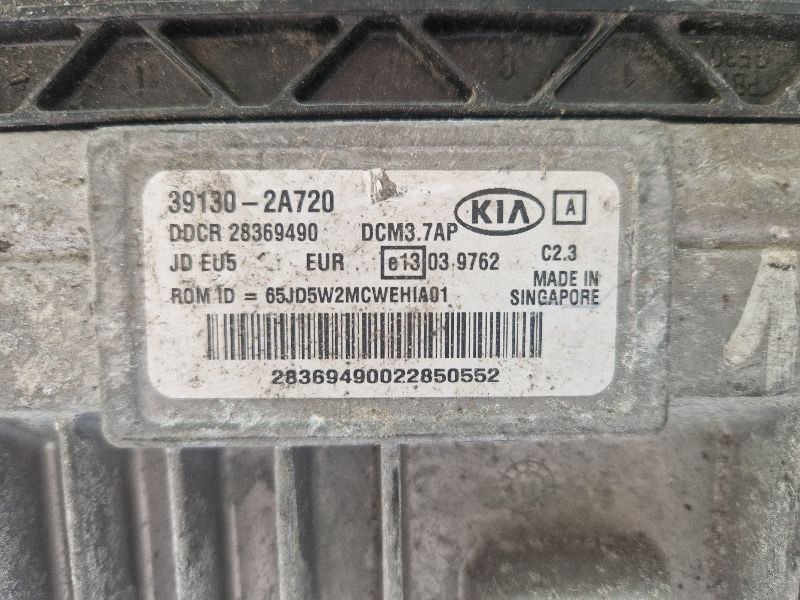 39130-2A720 KIA A
DDCR 28369490 DCM3.7AP
JD EU5 EUR e13 03 9762 C2.3
MADE IN
ROM ID = 65JD5W2MCWEHIA01 SINGAPORE
28369490022850552